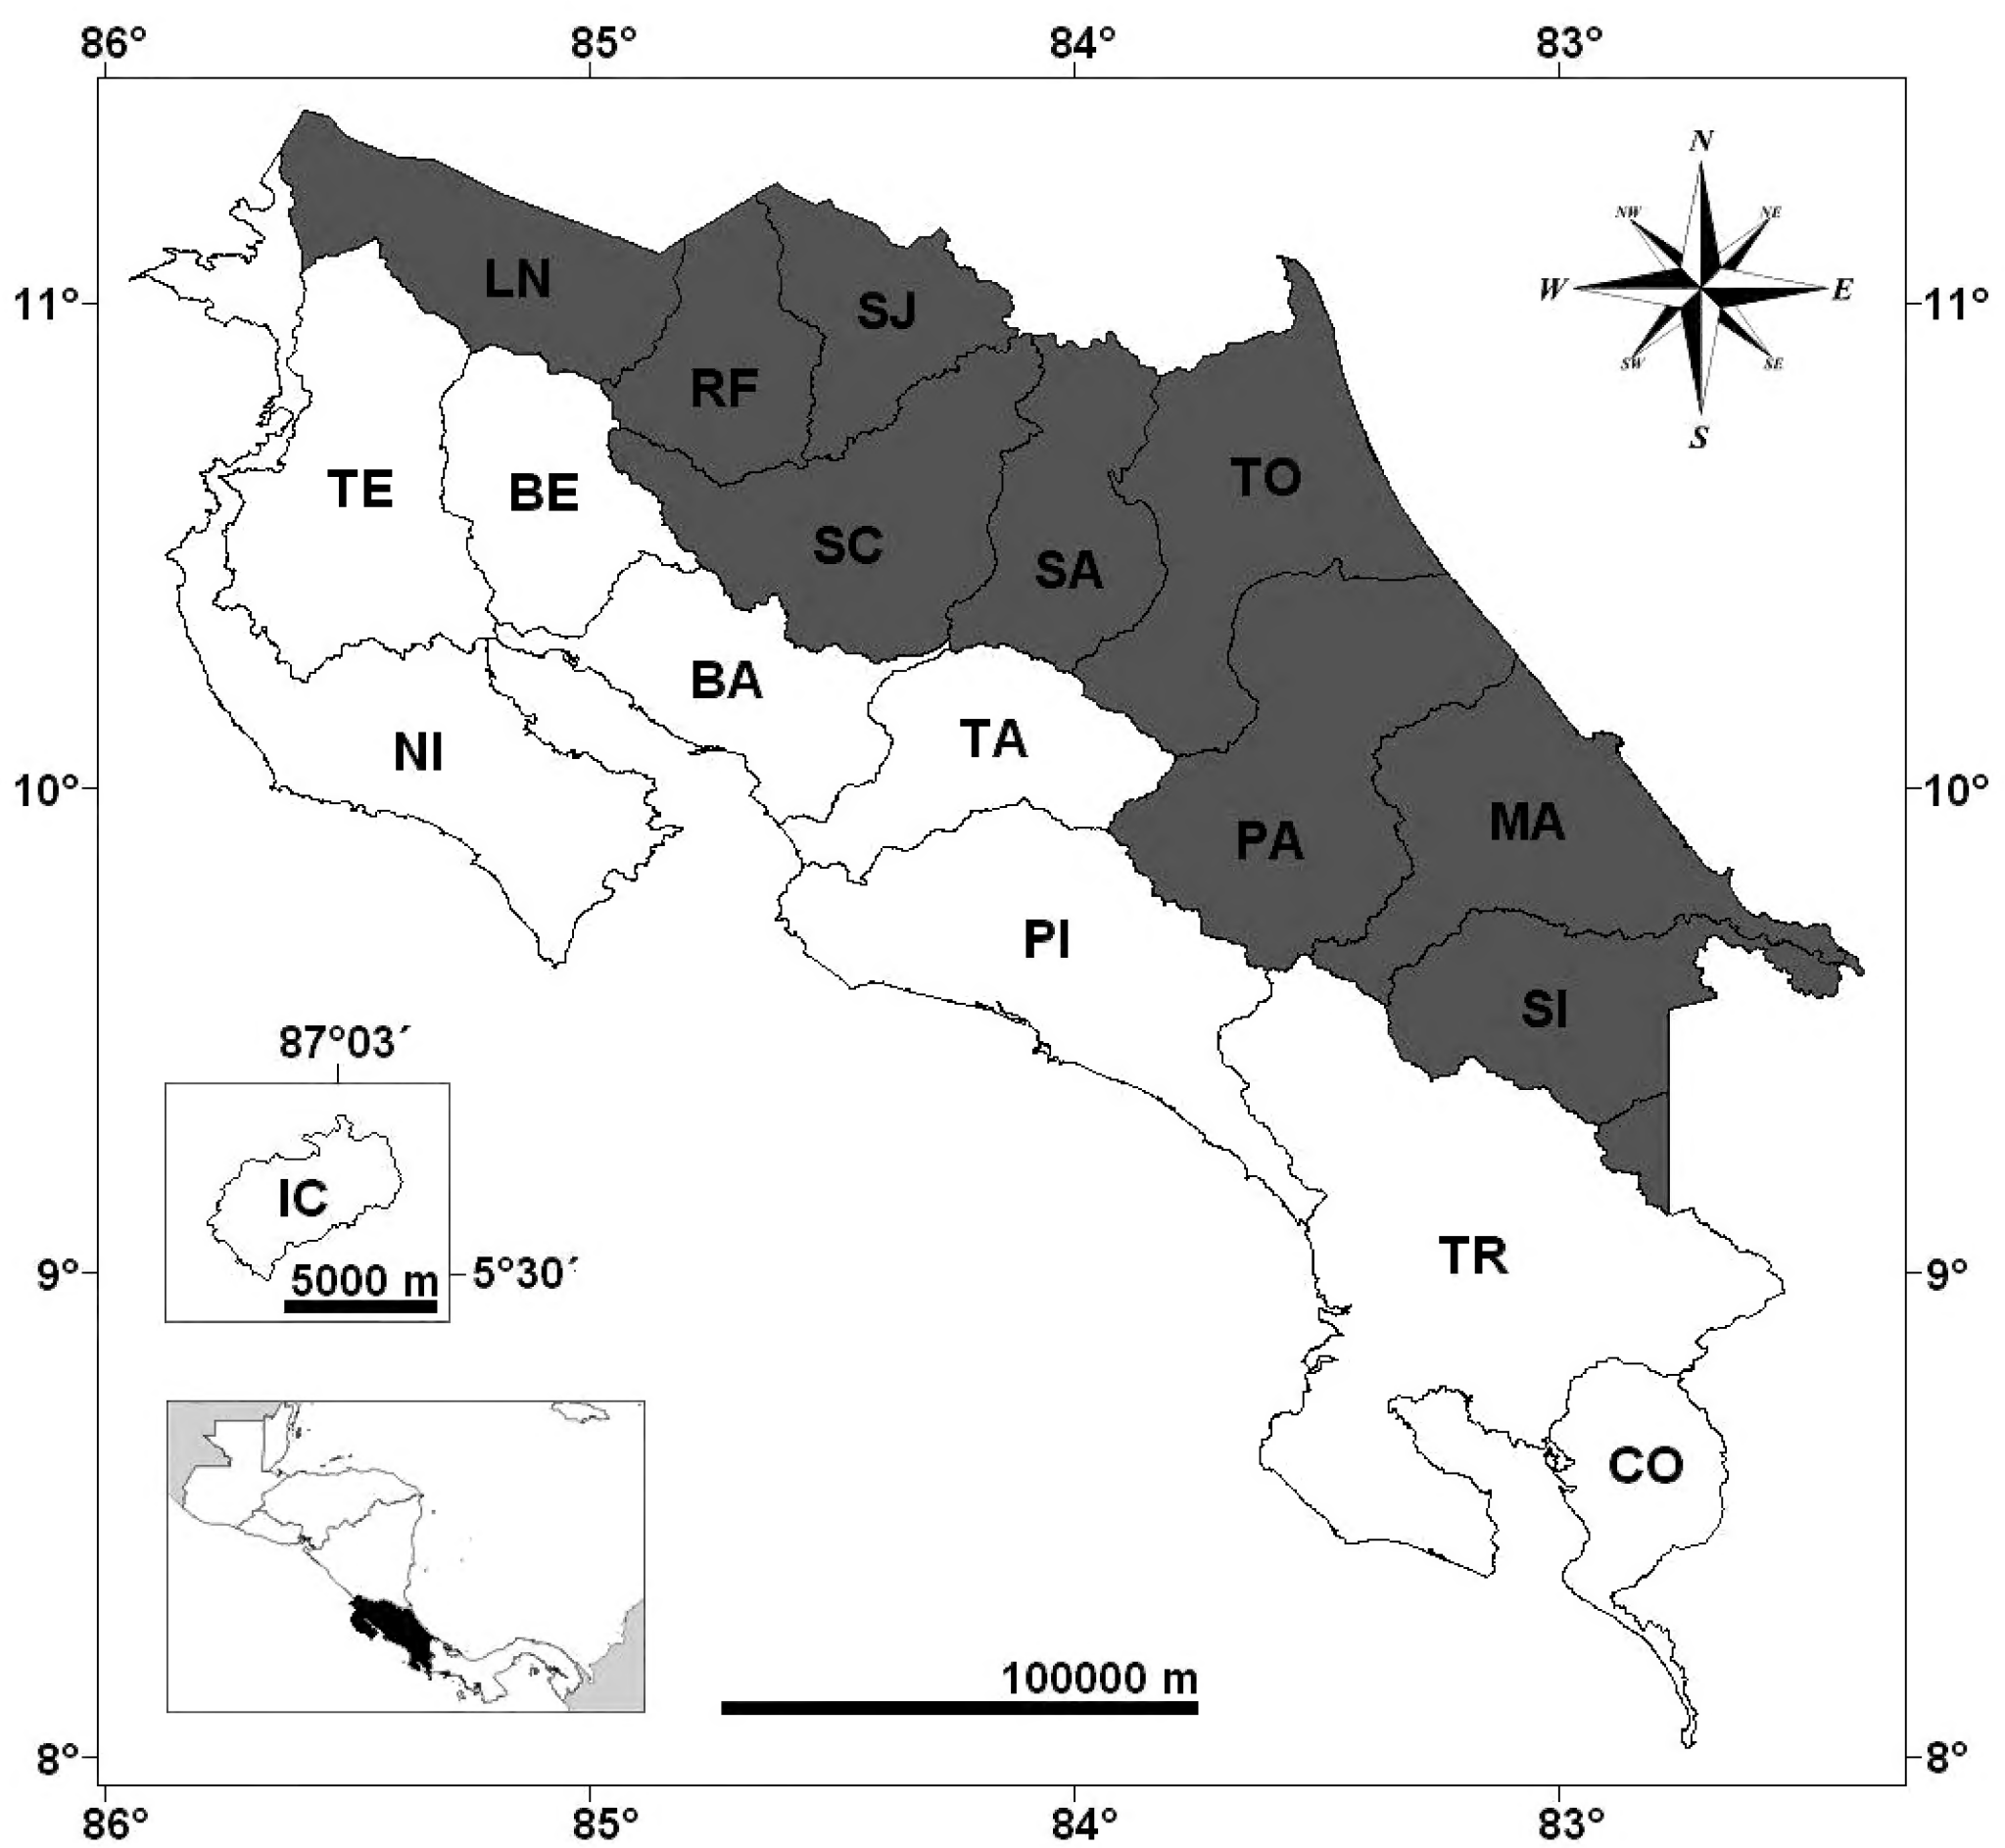 86° 85° 84° 83°
N
NW NE
LN
W E
11° SJ 11°
SW SE
RF
S
TO
TE BE
SC
SA
BA
TA
NI
10° 10°
MA
PA
PI
SI
87°03´
IC
TR
5000 m 5°30´
9° 9°
CO
100000 m
8° 8°
86° 85° 84° 83°